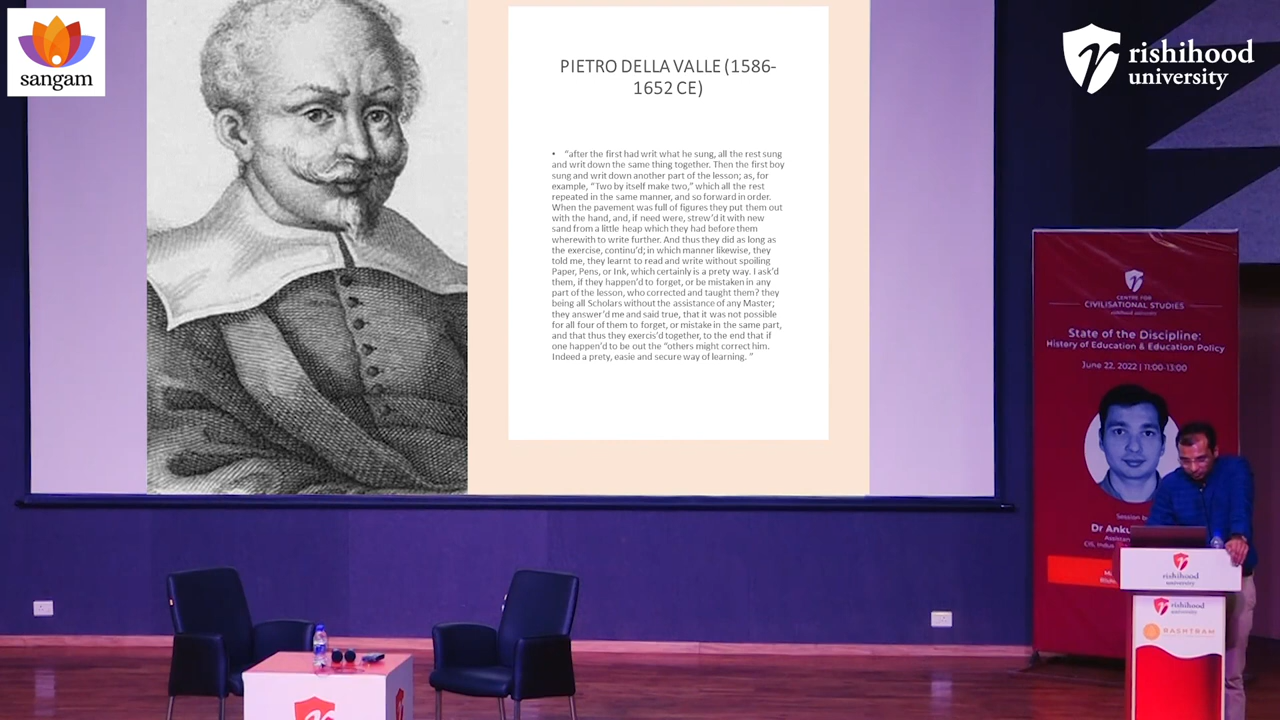 sangam
rishihood
university
PIETRO DELLA VALLE (1586-
1652 CE)
• “after the first had writ what he sung, all the rest sung
and writ down the same thing together. Then the first boy
sung and writ down another part of the lesson; as, for
example, “Two by itself make two,” which all the rest
repeated in the same manner, and so forward in order.
When the pavement was full of figures they put them out
with the hand, and, if need were, strew’d it with new
sand from a little heap which they had before them
wherewith to write further. And thus they did as long as
the exercise, continu’d; in which manner likewise, they
told me, they learnt to read and write without spoiling
Paper, Pens, or Ink, which certainly is a prety way. I ask’d
them, if they happen’d to forget, or be mistaken in any
part of the lesson, who corrected and taught them? they
being all Scholars without the assistance of any Master;
they answer’d me and said true, that it was not possible
for all four of them to forget, or mistake in the same part,
and that thus they exercis’d together, to the end that if
one happen’d to be out the “others might correct him.
Indeed a prety, easie and secure way of learning. ”
CENTRE FOR
CIVILISATIONAL STUDIES
rishihood university
State of the Discipline:
History of Education & Education Policy
June 22, 2022 | 11:00-13:00
Session b
Dr Anku
Assistan
CIS, Indus
rishihood
university
rishihood
university
RASHTRAM